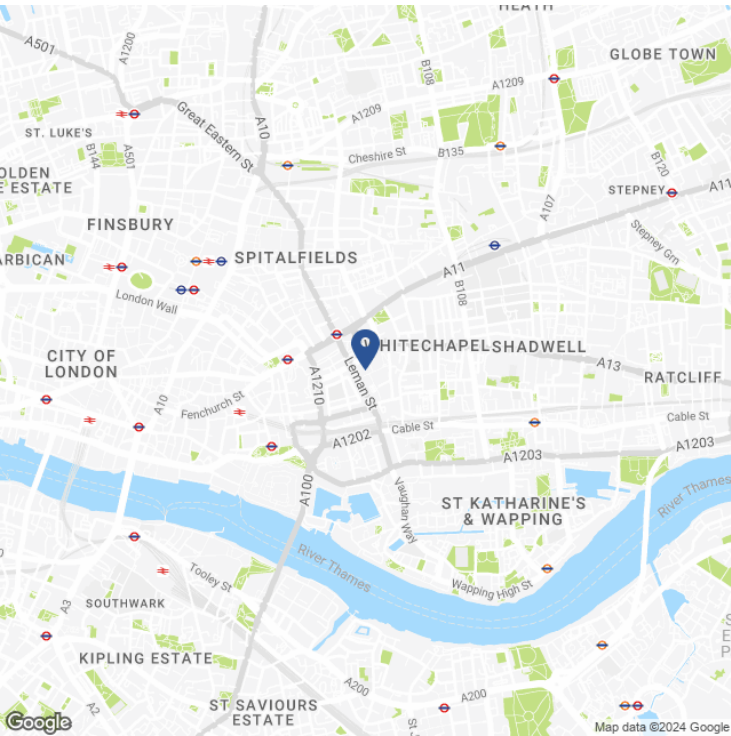 HEATH
A501
A1200
GLOBE TOWN
B108
A1209
Great Eastern St
A10
A1209
ST. LUKE'S
B144
A501
Cheshire St
B135
B120
OLDEN
E ESTATE
STEPNEY
A11
A107
FINSBURY
Stepney Grn
ARBICAN
SPITALFIELDS
A11
B108
London Wall
WHITECHAPEL
SHADWELL
CITY OF
LONDON
A13
A1210
Leman St
RATCLIFF
A10
Fenchurch St
Cable St
Cable St
A1202
A1203
A1203
A100
Vaughan Way
ST KATHARINE'S
& WAPPING
River Thames
River Thames
Tooley St
Wapping High St
A3
SOUTHWARK
KIPLING ESTATE
A200
A200
A2
ST SAVIOURS
ESTATE
S
E
P
Google
Map data ©2024 Google